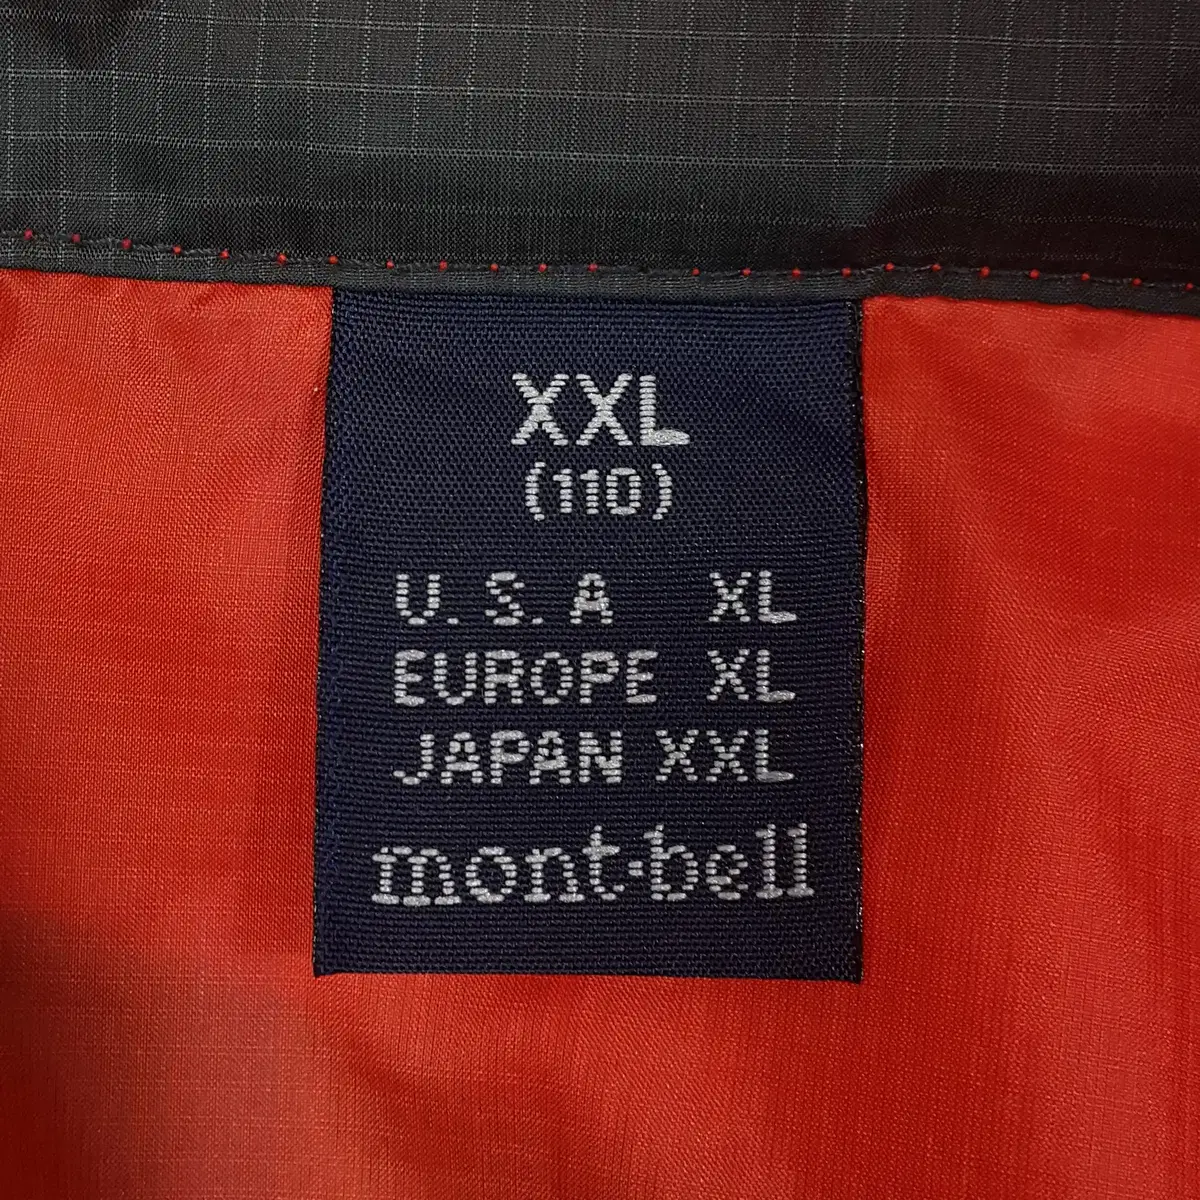 XXL
(110)
U.S.A XL
EUROPE XL
JAPAN XXL
mont-bell